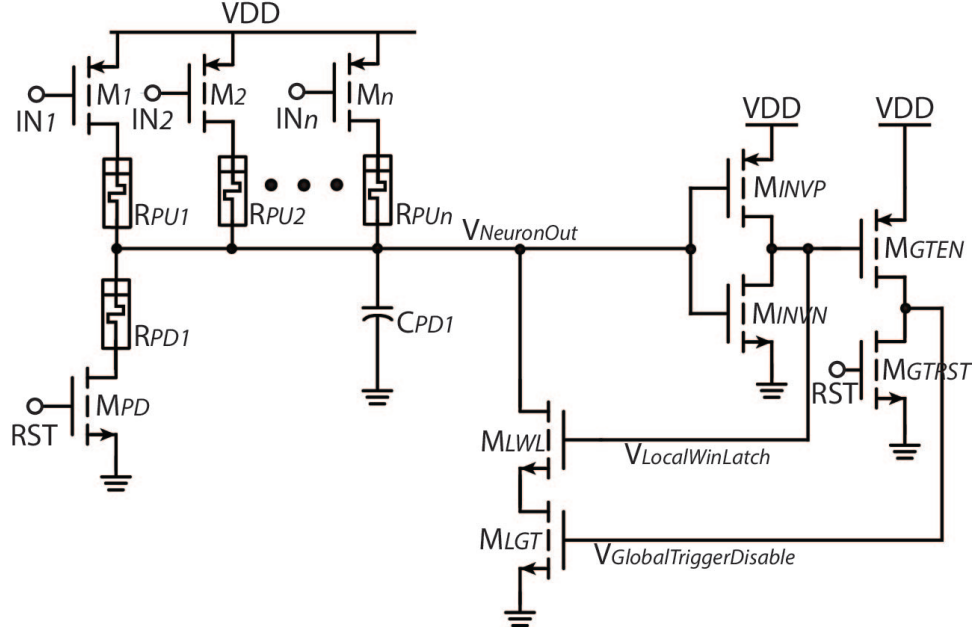 VDD
M1
M2
Mn
IN1
IN2
INn
VDD
VDD
MINVP
RPU1
RPU2
RPUn
VNeuronOut
MGTEN
RPD1
CPD1
MINVN
MGTRST
RST
MPD
RST
MLWL
VLocalWinLatch
MLGT
VGlobalTriggerDisable